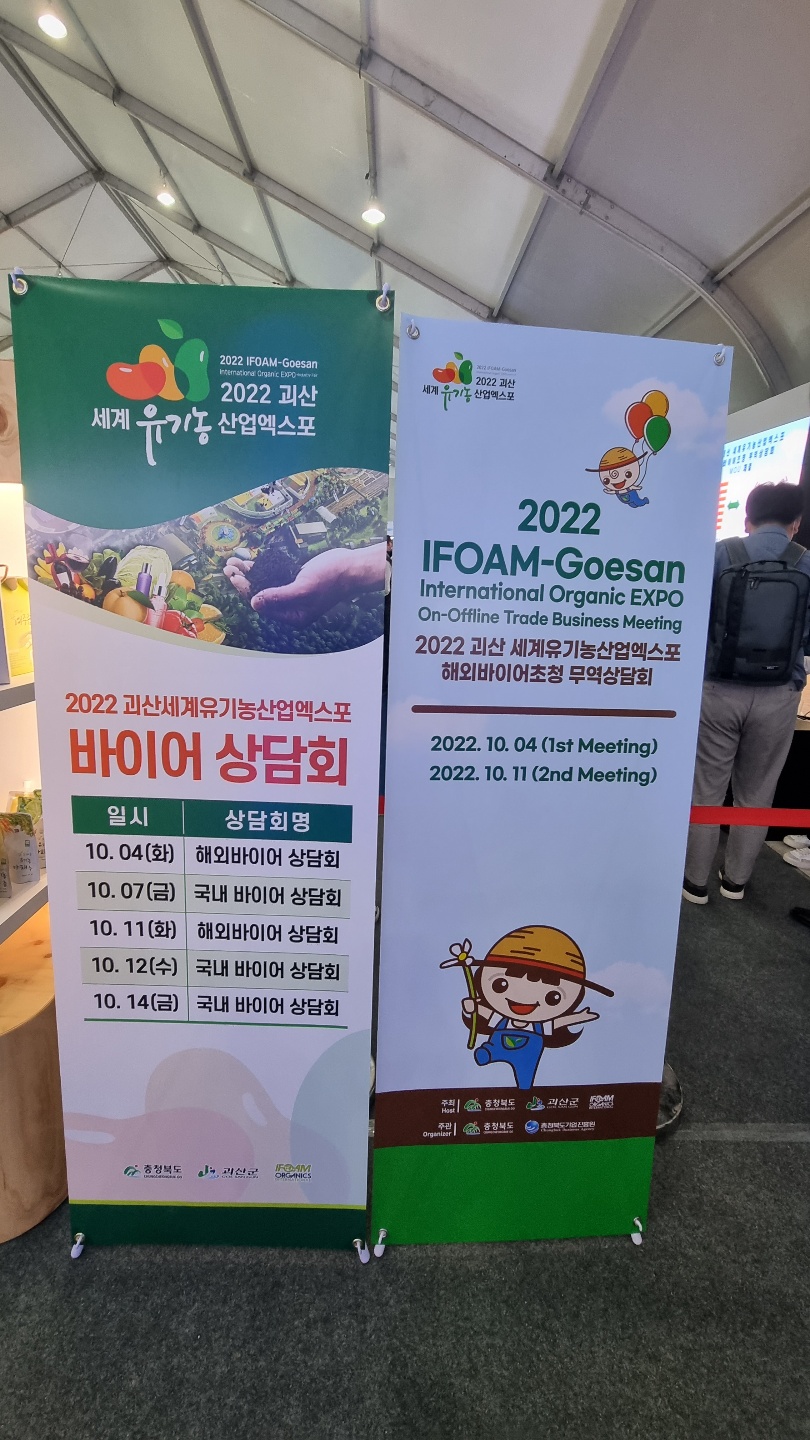 2022 IFOAM-Goesan
International Organic EXPO
2022 괴산
세계 유기농 산업엑스포
2022 괴산세계유기농산업엑스포
바이어 상담회
일시 상담회명
10. 04(화) 해외바이어 상담회
10. 07(금) 국내 바이어 상담회
10. 11(화) 해외바이어 상담회
10. 12(수) 국내 바이어 상담회
10. 14(금) 국내 바이어 상담회
충청북도 괴산군 IFOAM
ORGANICS
2022 IFOAM-Goesan
2022 괴산
세계 유기농 산업엑스포
2022
IFOAM-Goesan
International Organic EXPO
On-Offline Trade Business Meeting
2022 괴산 세계유기농산업엑스포
해외바이어초청 무역상담회
2022. 10. 04 (1st Meeting)
2022. 10. 11 (2nd Meeting)
주최
Host 충청북도 괴산군 IFOAM
ORGANICS
주관
Organizer 충청북도 충청북도기업진흥원